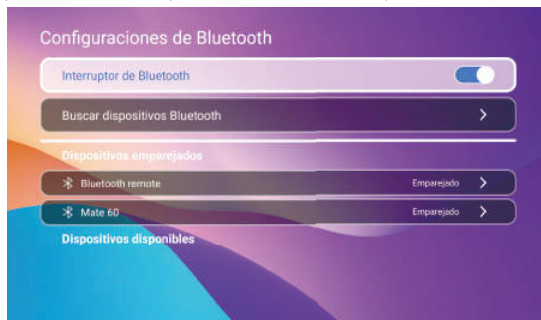 Configuraciones de Bluetooth
Interruptor de Bluetooth
Buscar dispositivos Bluetooth
Dispositivos emparejados
Bluetooth remote Emparejado
Mate 60 Emparejado
Dispositivos disponibles